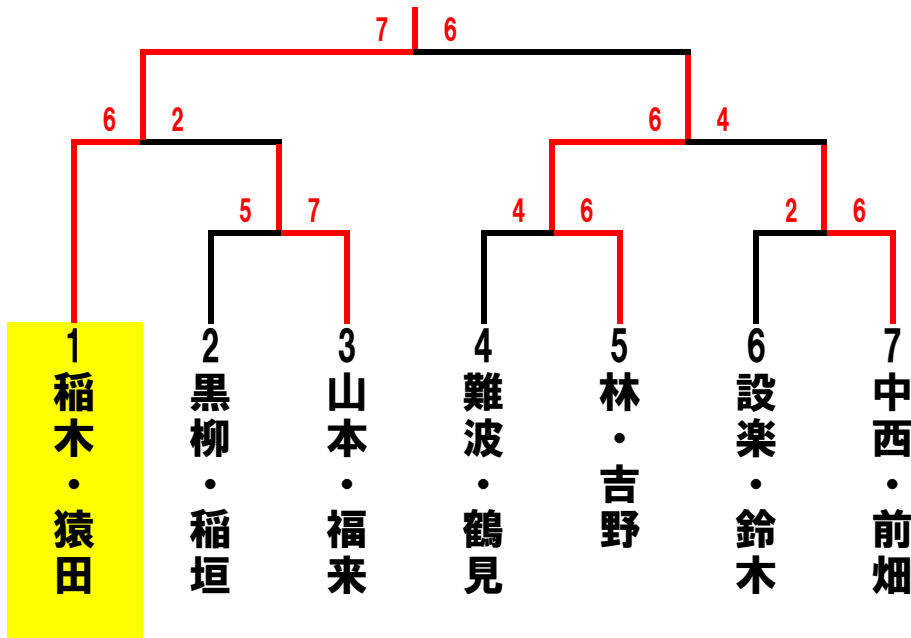 7 6
6 2
6 4
5 7
4 6
2 6
1 稲木・猿田
2 黒柳・稲垣
3 山本・福来
4 難波・鶴見
5 林・吉野
6 設楽・鈴木
7 中西・前畑